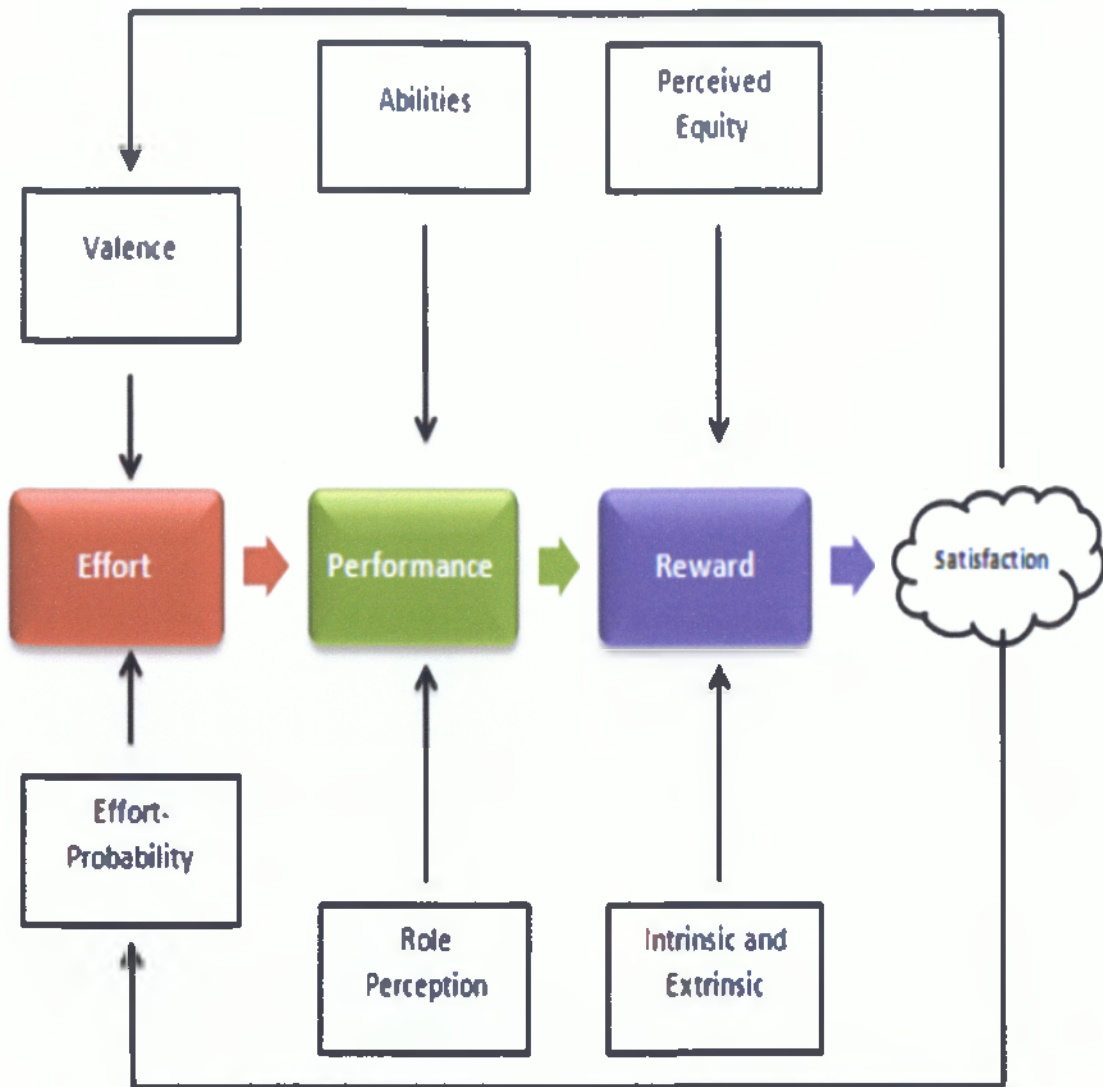 Abilities
Perceived
Equity
Valence
Effort
Performance
Reward
Satisfaction
Effort-
Probability
Role
Perception
Intrinsic and
Extrinsic